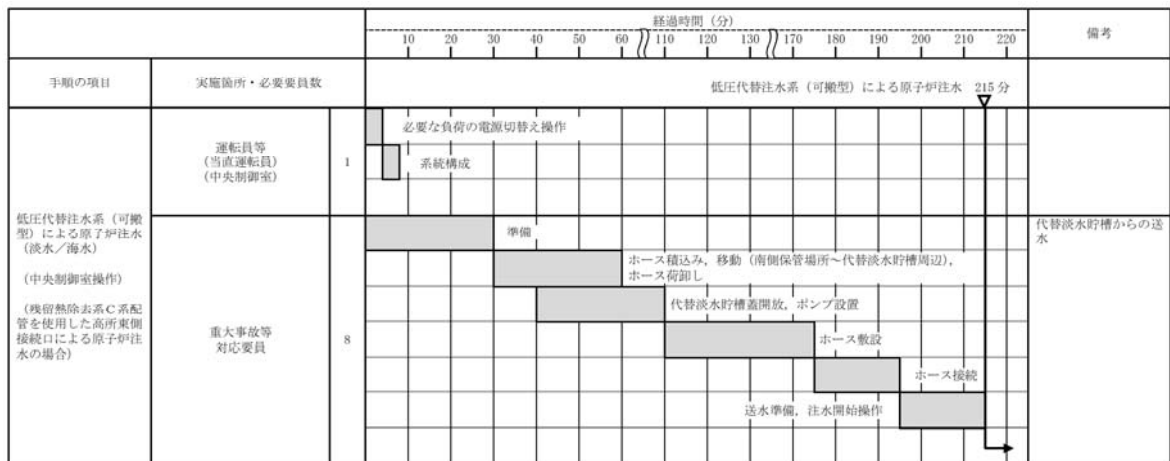 経過時間（分）
備考
10 20 30 40 50 60 110 120 130 170 180 190 200 210 220
手順の項目
実施箇所・必要要員数
低圧代替注水系（可搬型）による原子炉注水 215 分
低圧代替注水系（可搬
型）による原子炉注水
（淡水／海水）
（中央制御室操作）
（残留熱除去系Ｃ系配
管を使用した高所東側
接続口による原子炉注
水の場合）
運転員等
（当直運転員）
（中央制御室）
1
必要な負荷の電源切替え操作
系統構成
重大事故等
対応要員
8
準備
ホース積込み，移動（南側保管場所～代替淡水貯槽周辺），
ホース荷卸し
代替淡水貯槽蓋開放，ポンプ設置
ホース敷設
ホース接続
送水準備，注水開始操作
代替淡水貯槽からの送
水